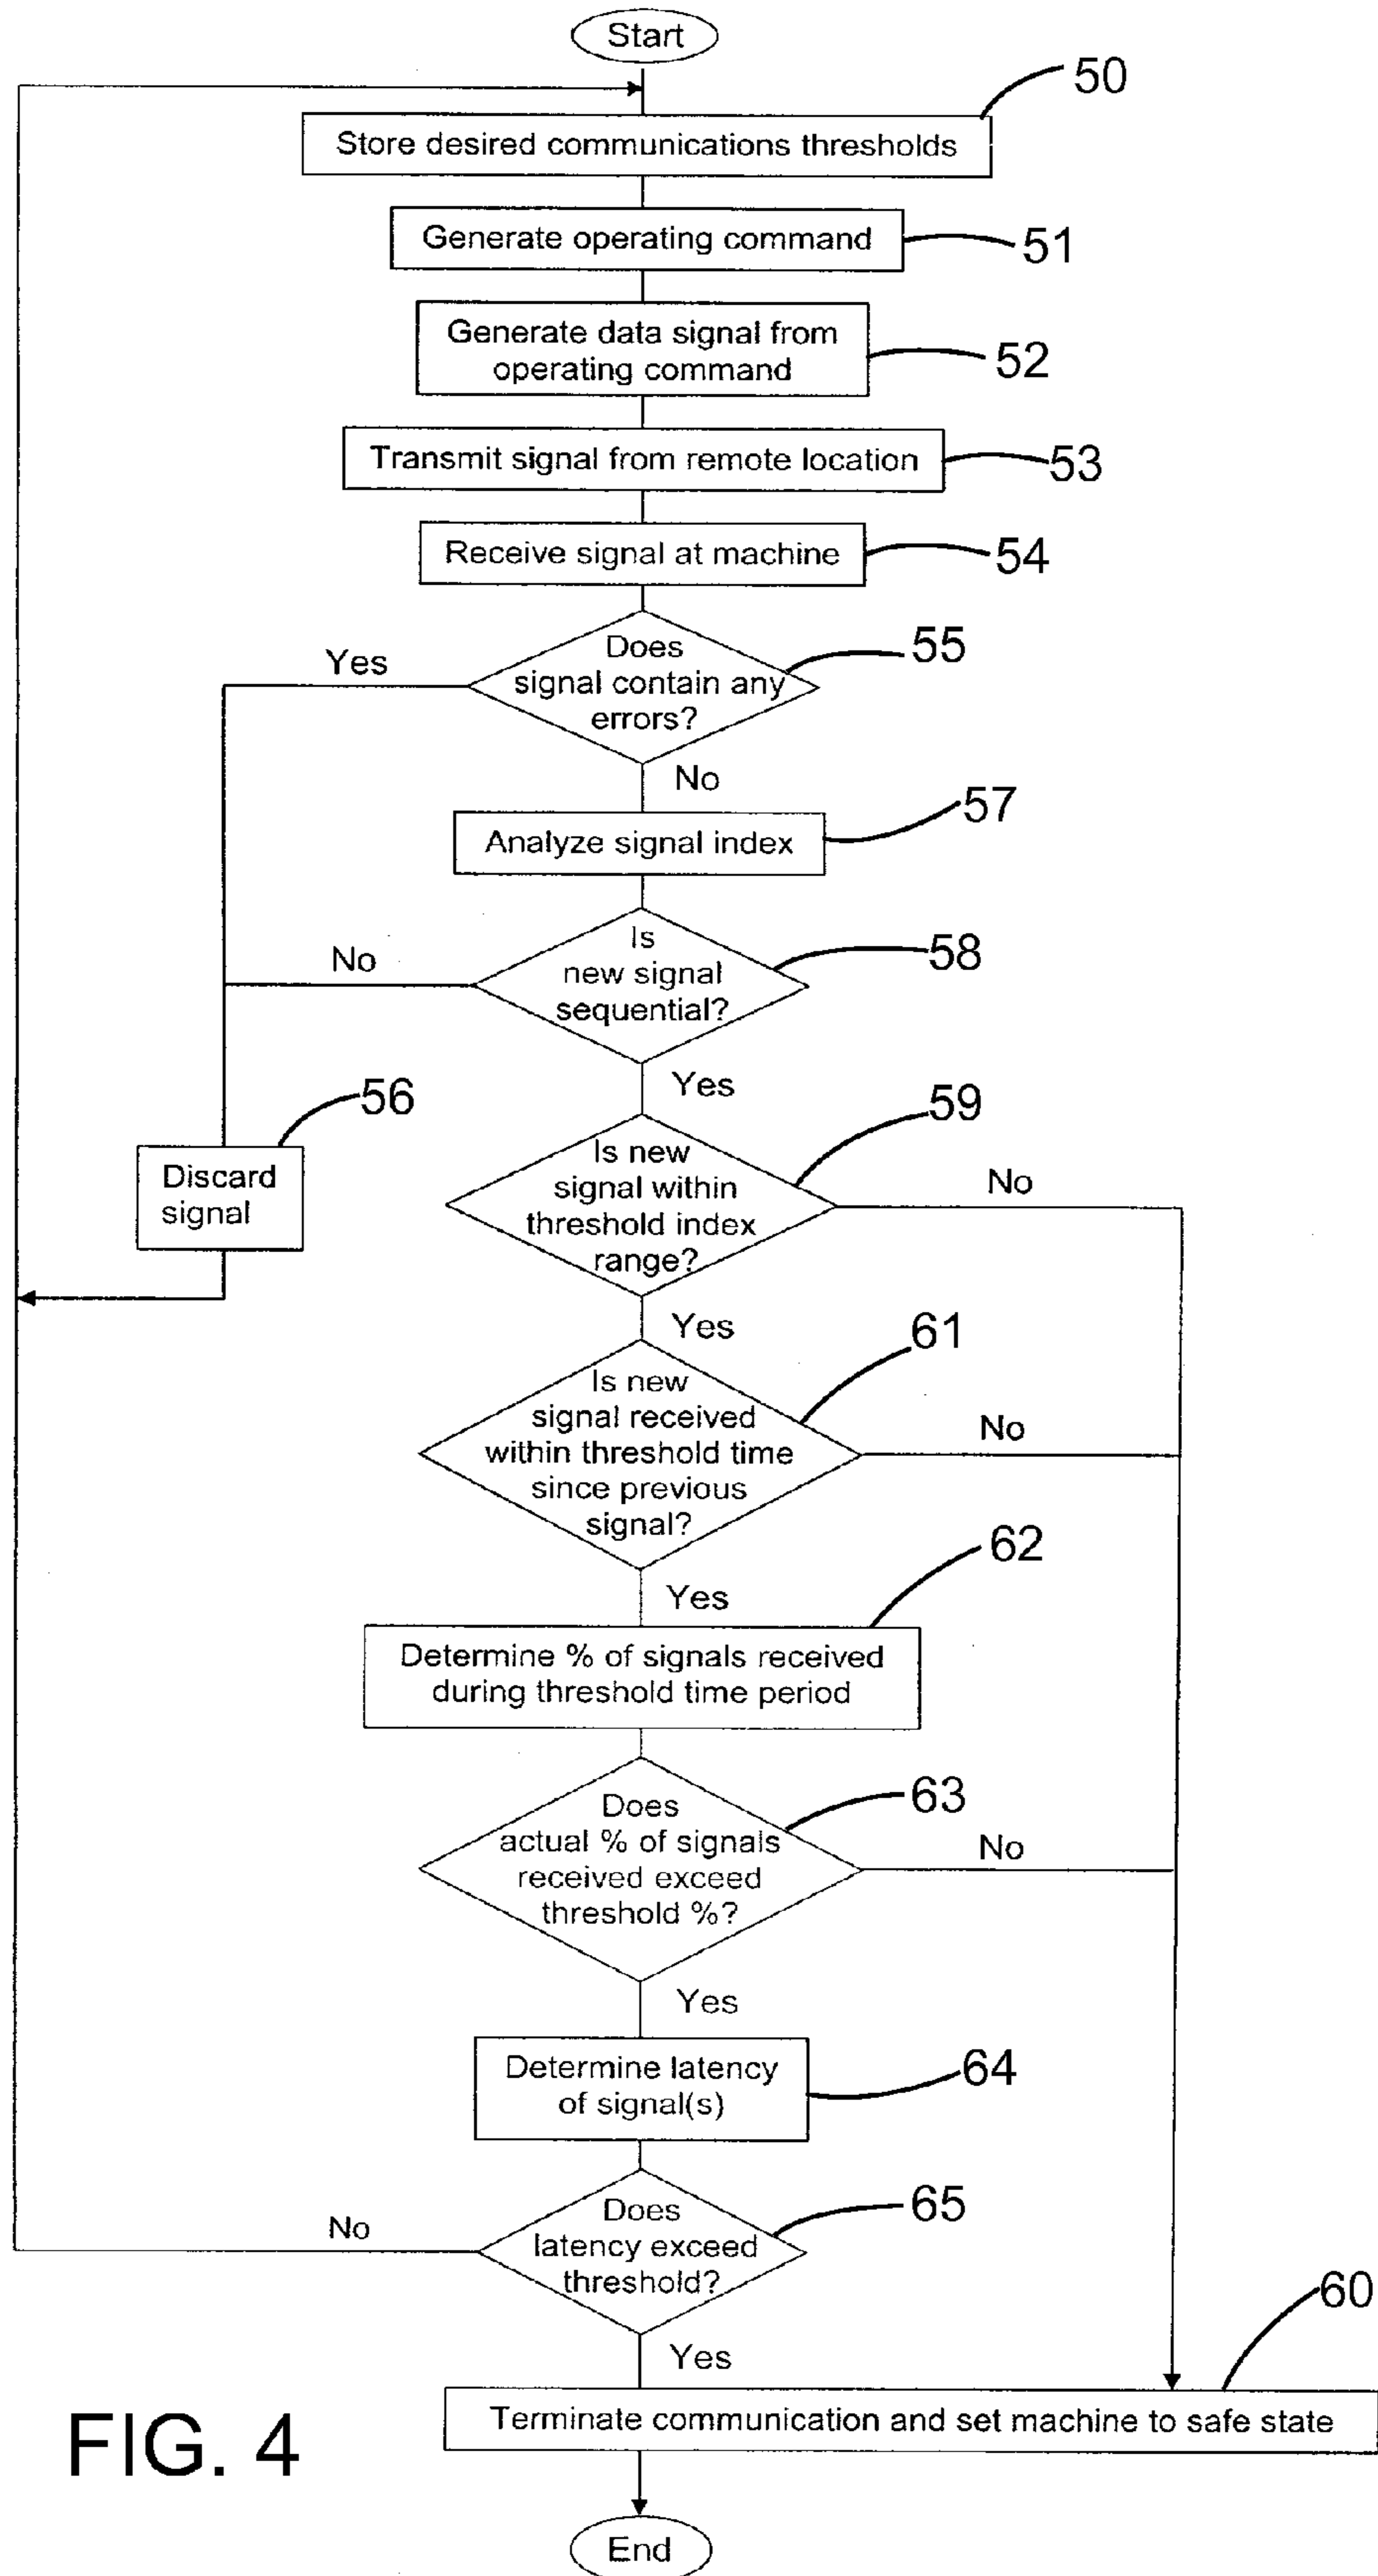 Start
50
Store desired communications thresholds
Generate operating command
51
Generate data signal from
operating command
52
Transmit signal from remote location
53
Receive signal at machine
54
Does
signal contain any
errors?
55
Yes
No
57
Analyze signal index
Is
new signal
sequential?
58
No
Yes
56
Discard
signal
59
Is new
signal within
threshold index
range?
No
Yes
61
Is new
signal received
within threshold time
since previous
signal?
No
Yes
62
Determine % of signals received
during threshold time period
Does
actual % of signals
received exceed
threshold %?
63
No
Yes
Determine latency
of signal(s)
64
Does
latency exceed
threshold?
65
No
Yes
60
Terminate communication and set machine to safe state
FIG. 4
End